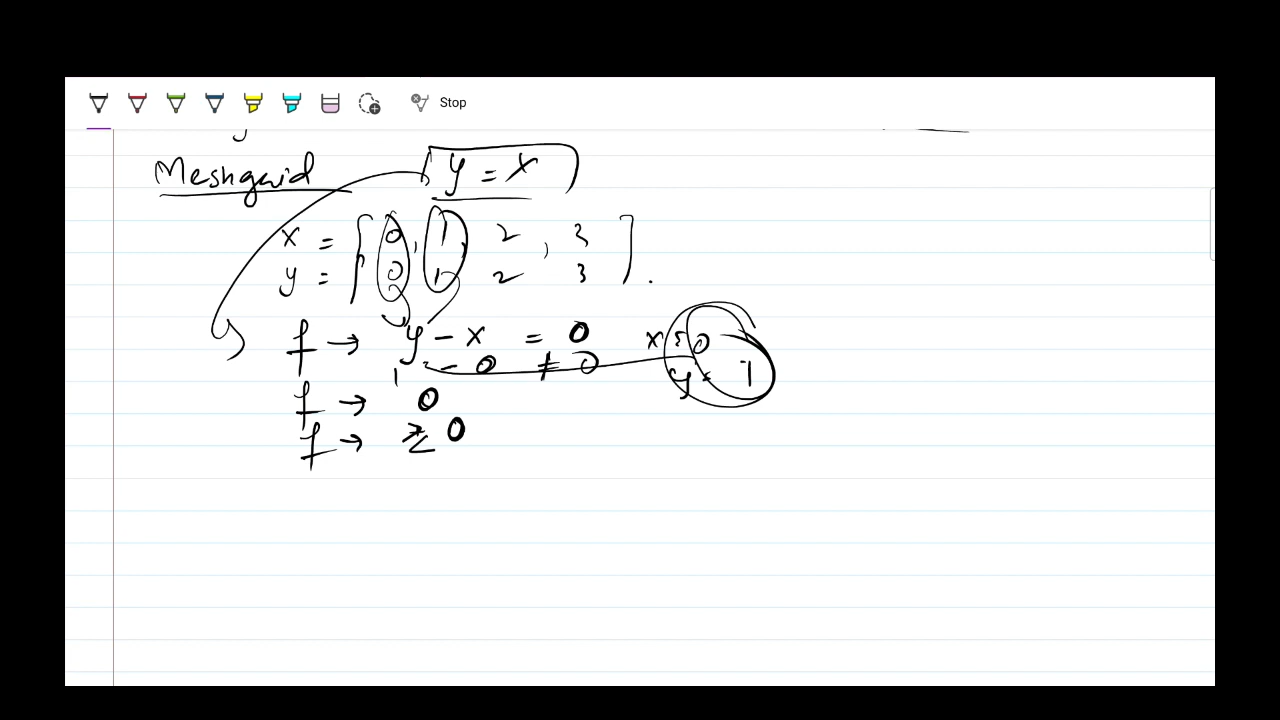 Stop
Meshgrid y = x
x = [ 0, 1, 2, 3 ]
y = [ 0 1 2 3 ] .
f → y - x = 0 x = 0
1 - 0 ≠ 0 y = 1
f → 0
f → 0